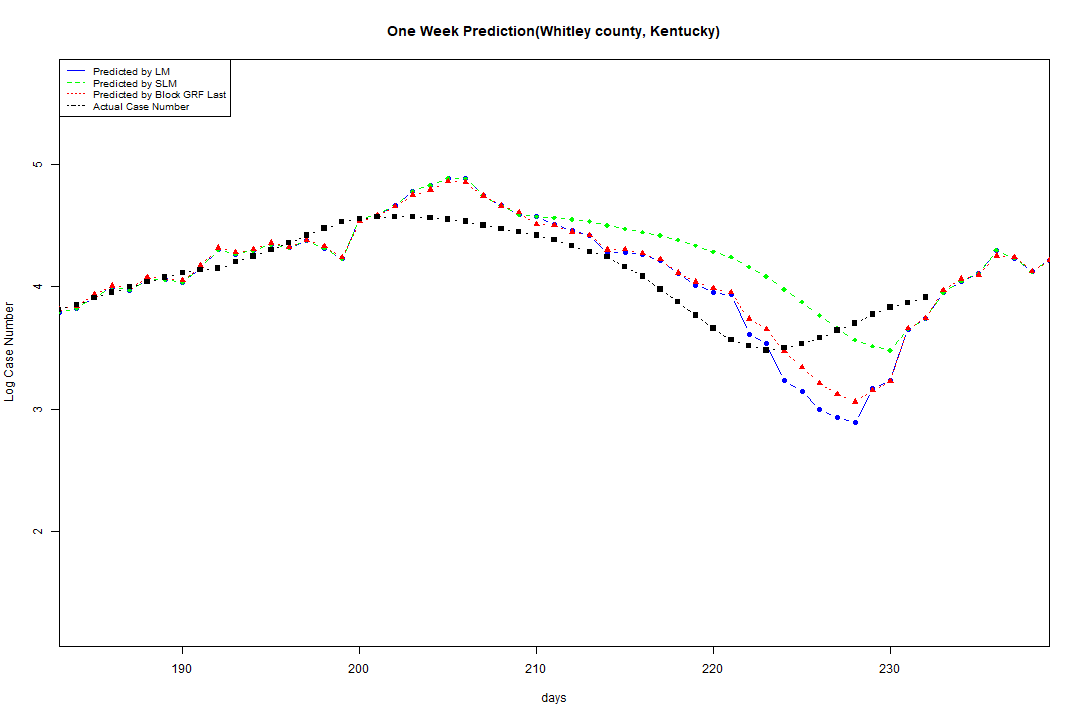 One Week Prediction(Whitley county, Kentucky)
Predicted by LM
Predicted by SLM
Predicted by Block GRF Last
Actual Case Number
5
4
3
2
Log Case Number
190 200 210 220 230
days